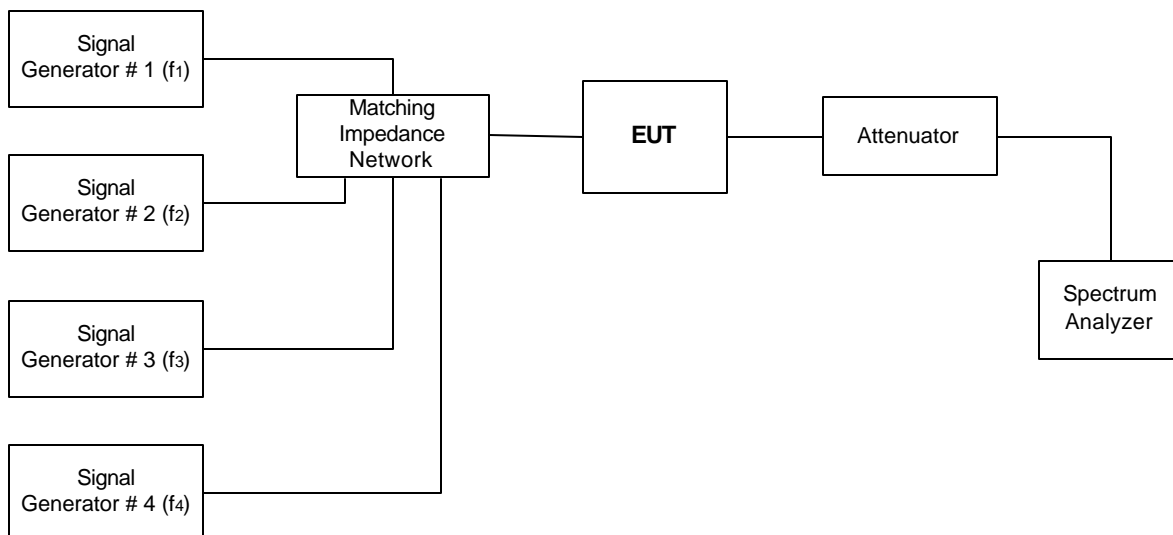 Signal
Generator # 1 (f1)
Matching
Impedance
Network
EUT
Attenuator
Signal
Generator # 2 (f2)
Spectrum
Analyzer
Signal
Generator # 3 (f3)
Signal
Generator # 4 (f4)